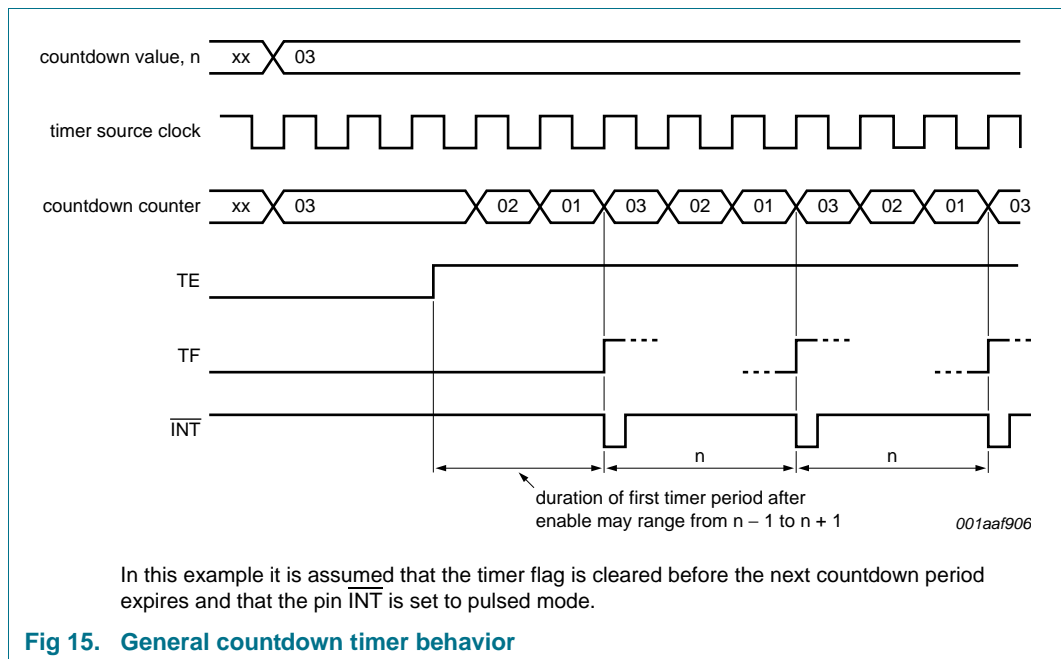 countdown value, n xx 03
timer source clock
countdown counter xx 03 02 01 03 02 01 03 02 01 03
TE
TF
INT
n n
duration of first timer period after
enable may range from n − 1 to n + 1
001aaf906
In this example it is assumed that the timer flag is cleared before the next countdown period
expires and that the pin INT is set to pulsed mode.
Fig 15. General countdown timer behavior